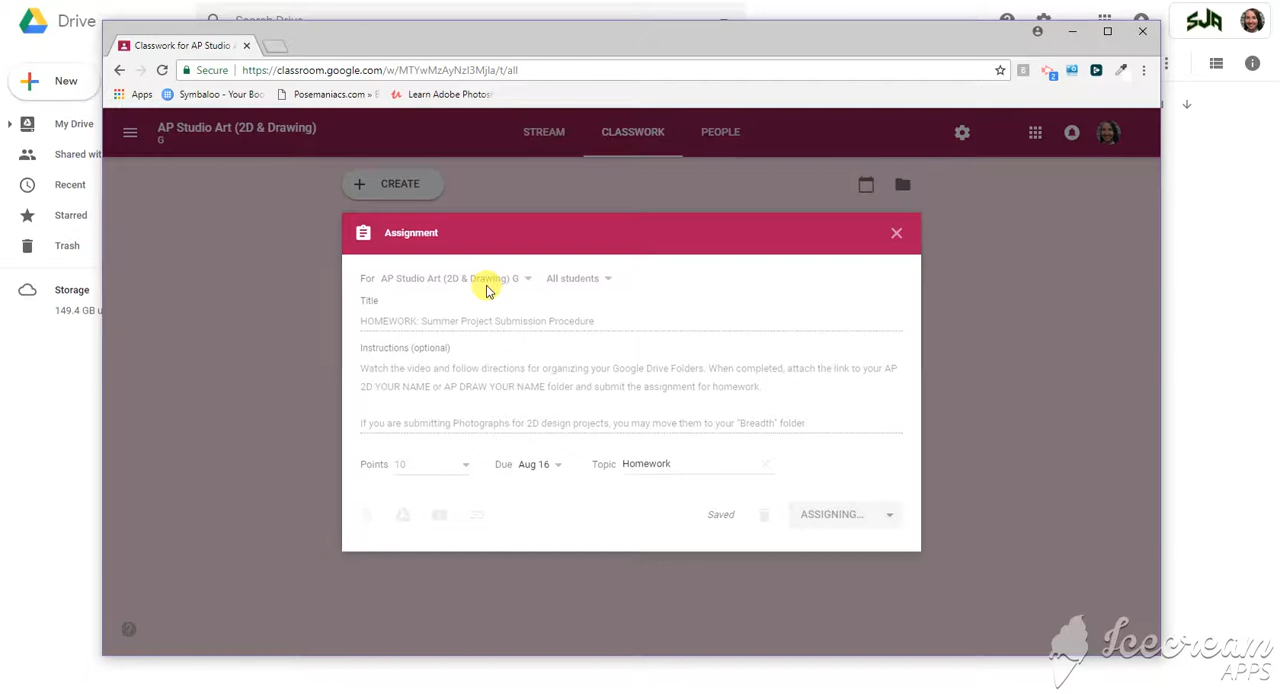 Drive
Search Drive
SJA
Classwork for AP Studio A
Secure
https://classroom.google.com/w/MTYwMzAyNzI3Mjla/t/all
Apps
Symbaloo - Your Boo
Posemaniacs.com » E
Learn Adobe Photosh
New
My Drive
Shared wit
Recent
Starred
Trash
Storage
149.4 GB u
AP Studio Art (2D & Drawing)
G
STREAM
CLASSWORK
PEOPLE
CREATE
Assignment
For AP Studio Art (2D & Drawing) G
All students
Title
HOMEWORK: Summer Project Submission Procedure
Instructions (optional)
Watch the video and follow directions for organizing your Google Drive Folders. When completed, attach the link to your AP
2D YOUR NAME or AP DRAW YOUR NAME folder and submit the assignment for homework.
If you are submitting Photographs for 2D design projects, you may move them to your "Breadth" folder
Points 10
Due Aug 16
Topic Homework
Saved
ASSIGNING...
Icecream
APPS